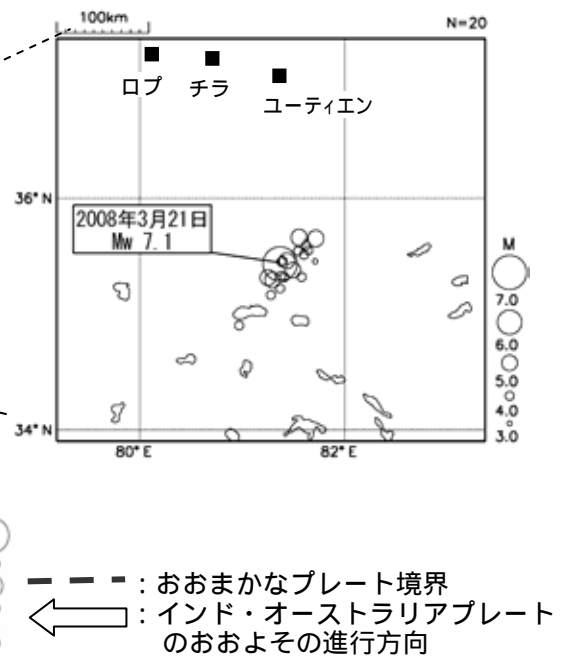 100km
N=20
ロプ
チラ
ユーティエン
36°N
2008年3月21日
Mw 7.1
M
7.0
6.0
5.0
4.0
3.0
34°N
80°E
82°E
：おおまかなプレート境界
：インド・オーストラリアプレート
のおおよその進行方向